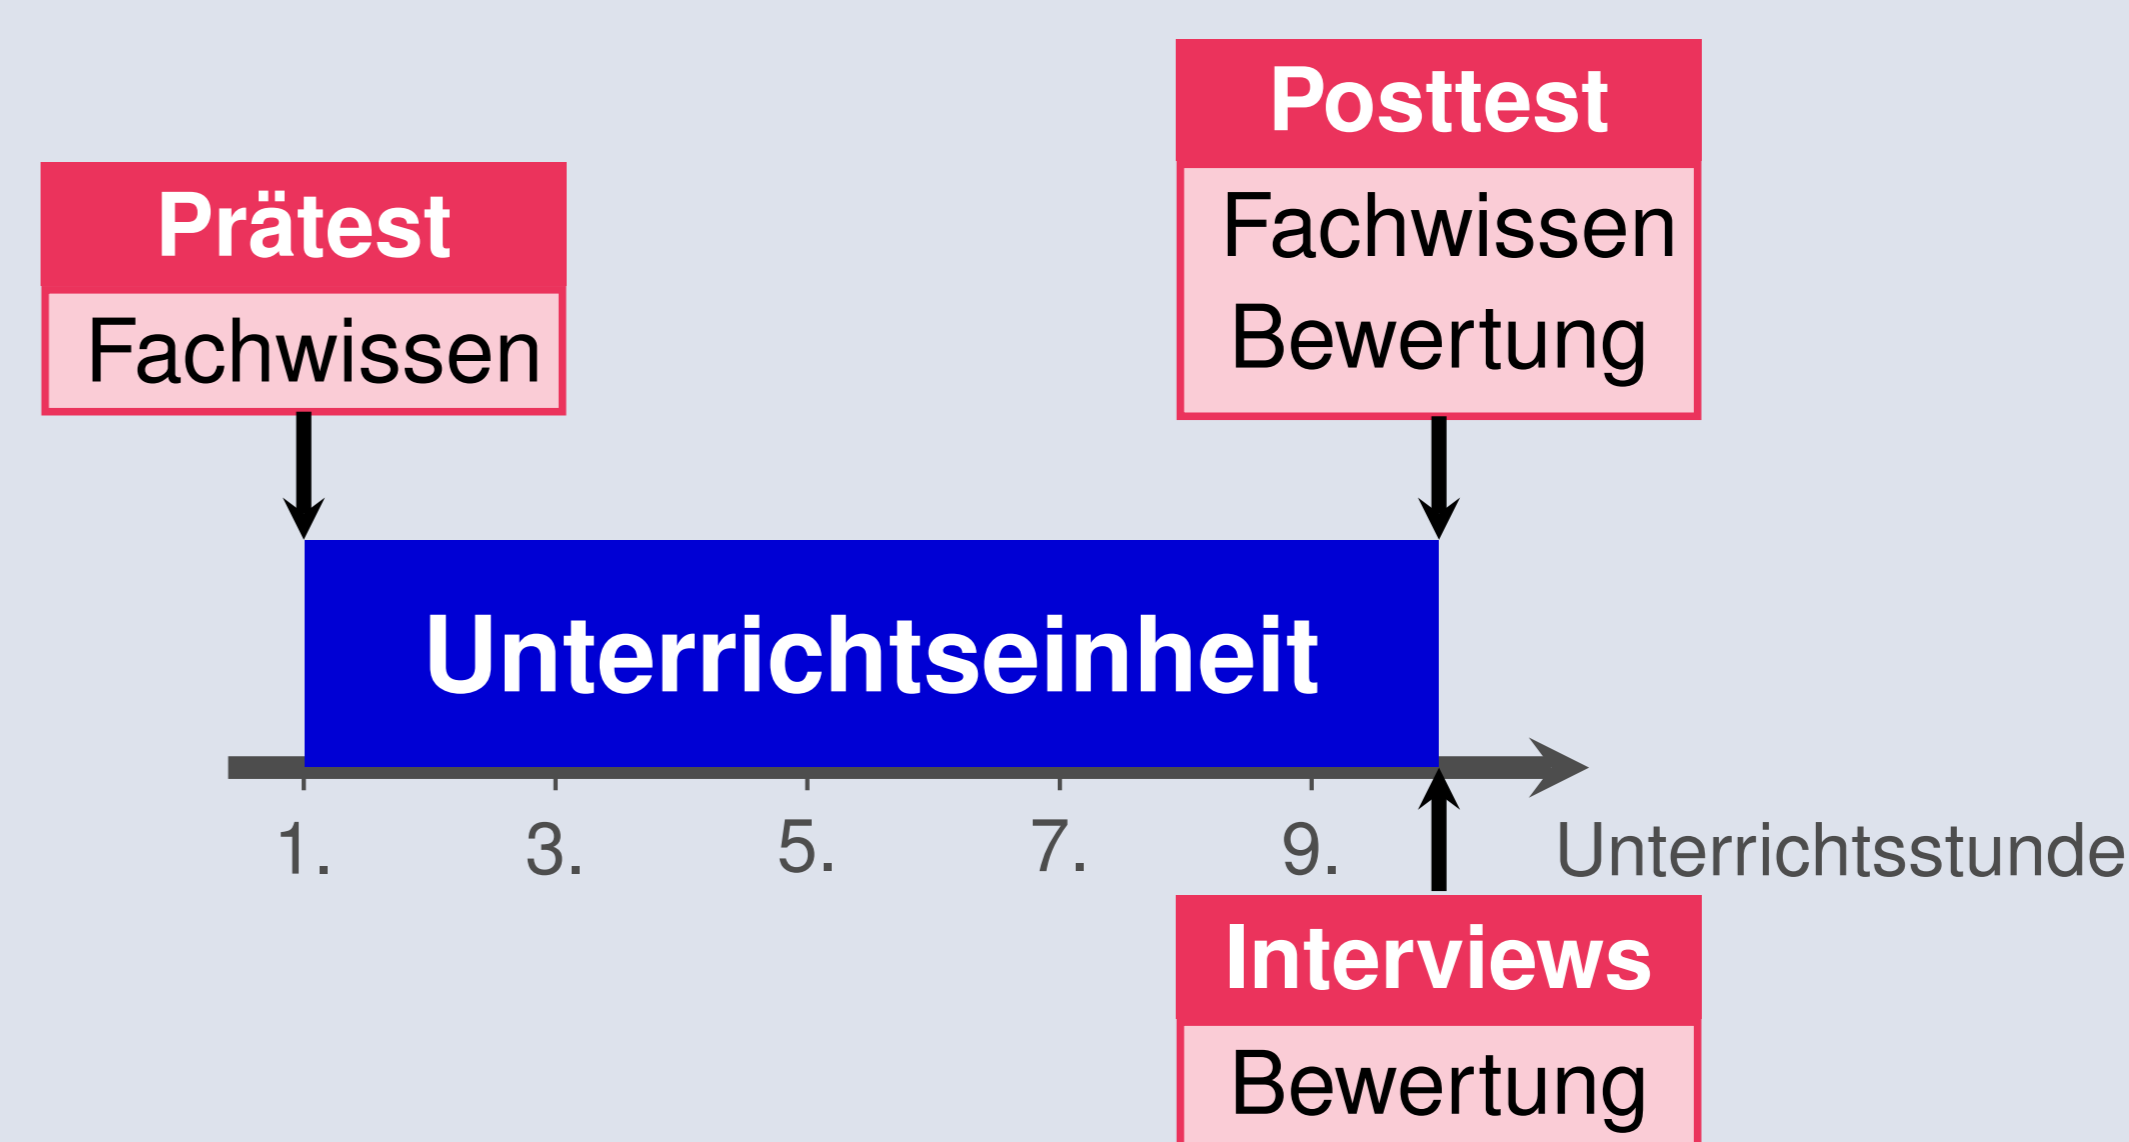 Posttest
Prätest
Fachwissen
Bewertung
Fachwissen
Unterrichtseinheit
1. 3. 5. 7. 9. Unterrichtsstunde
Interviews
Bewertung